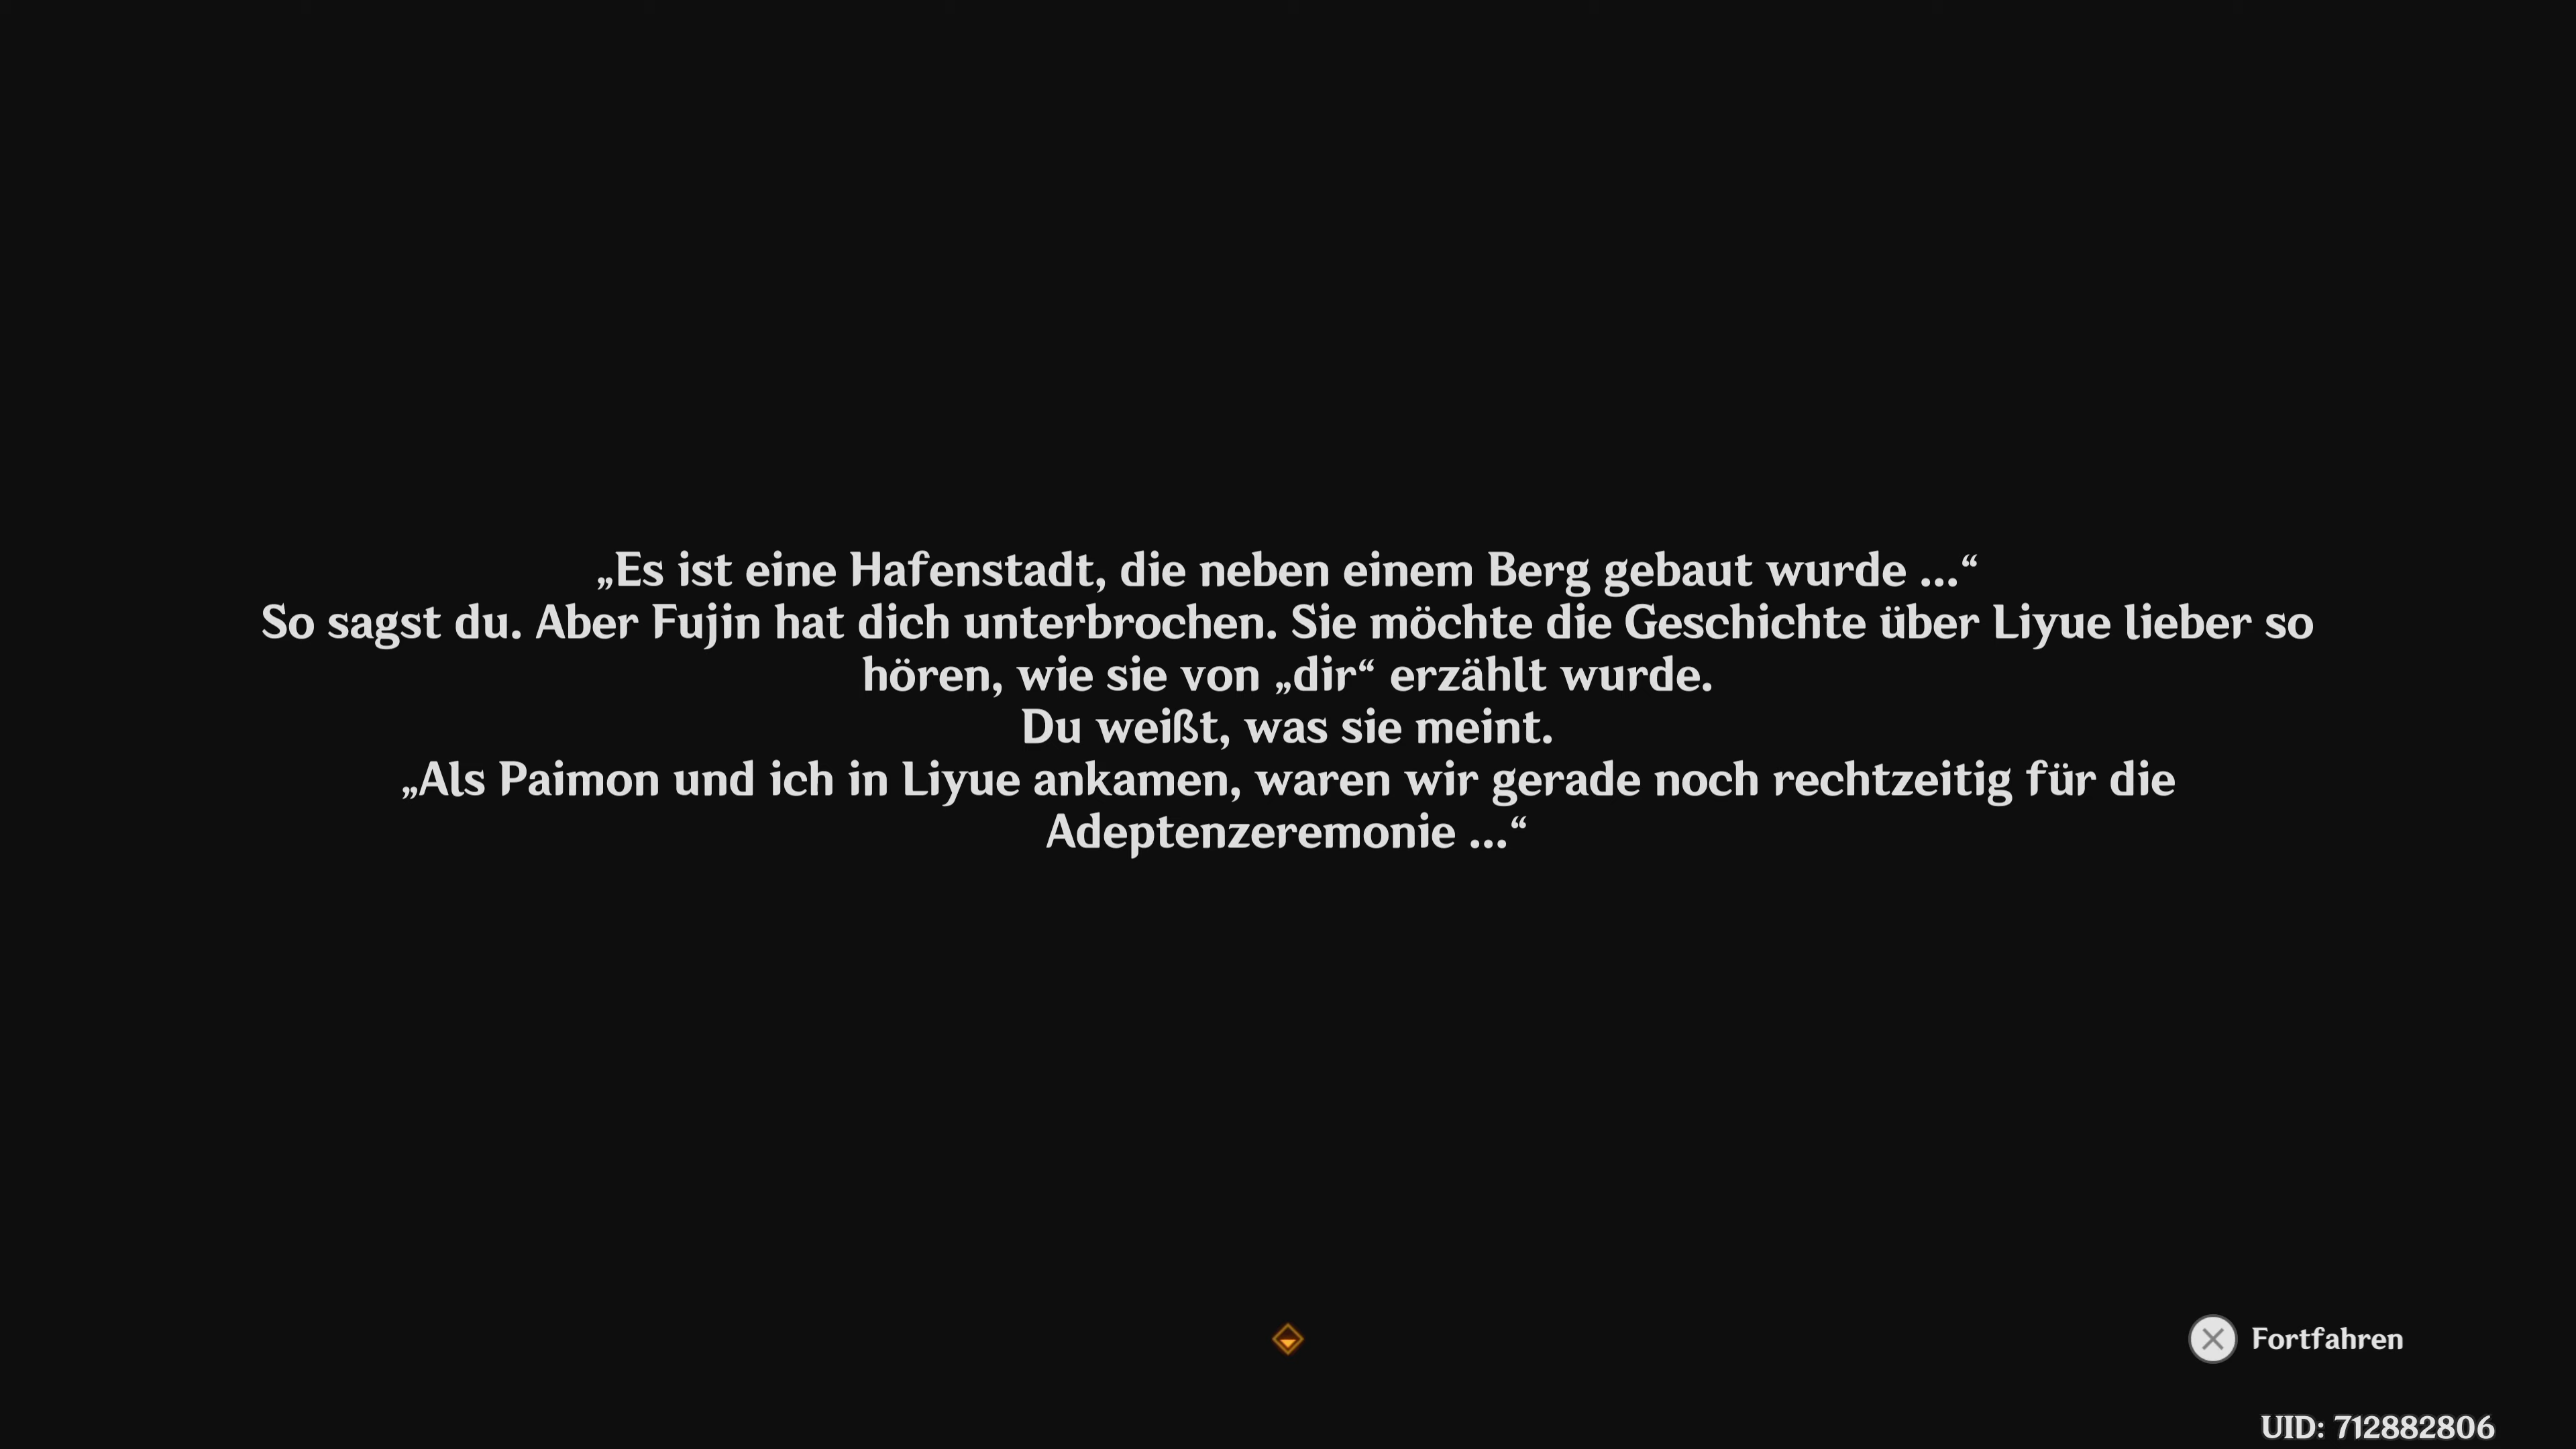 „Es ist eine Hafenstadt, die neben einem Berg gebaut wurde ...“
So sagst du. Aber Fujin hat dich unterbrochen. Sie möchte die Geschichte über Liyue lieber so
hören, wie sie von „dir“ erzählt wurde.
Du weißt, was sie meint.
„Als Paimon und ich in Liyue ankamen, waren wir gerade noch rechtzeitig für die
Adeptenzeremonie ...“
Fortfahren
UID: 712882806